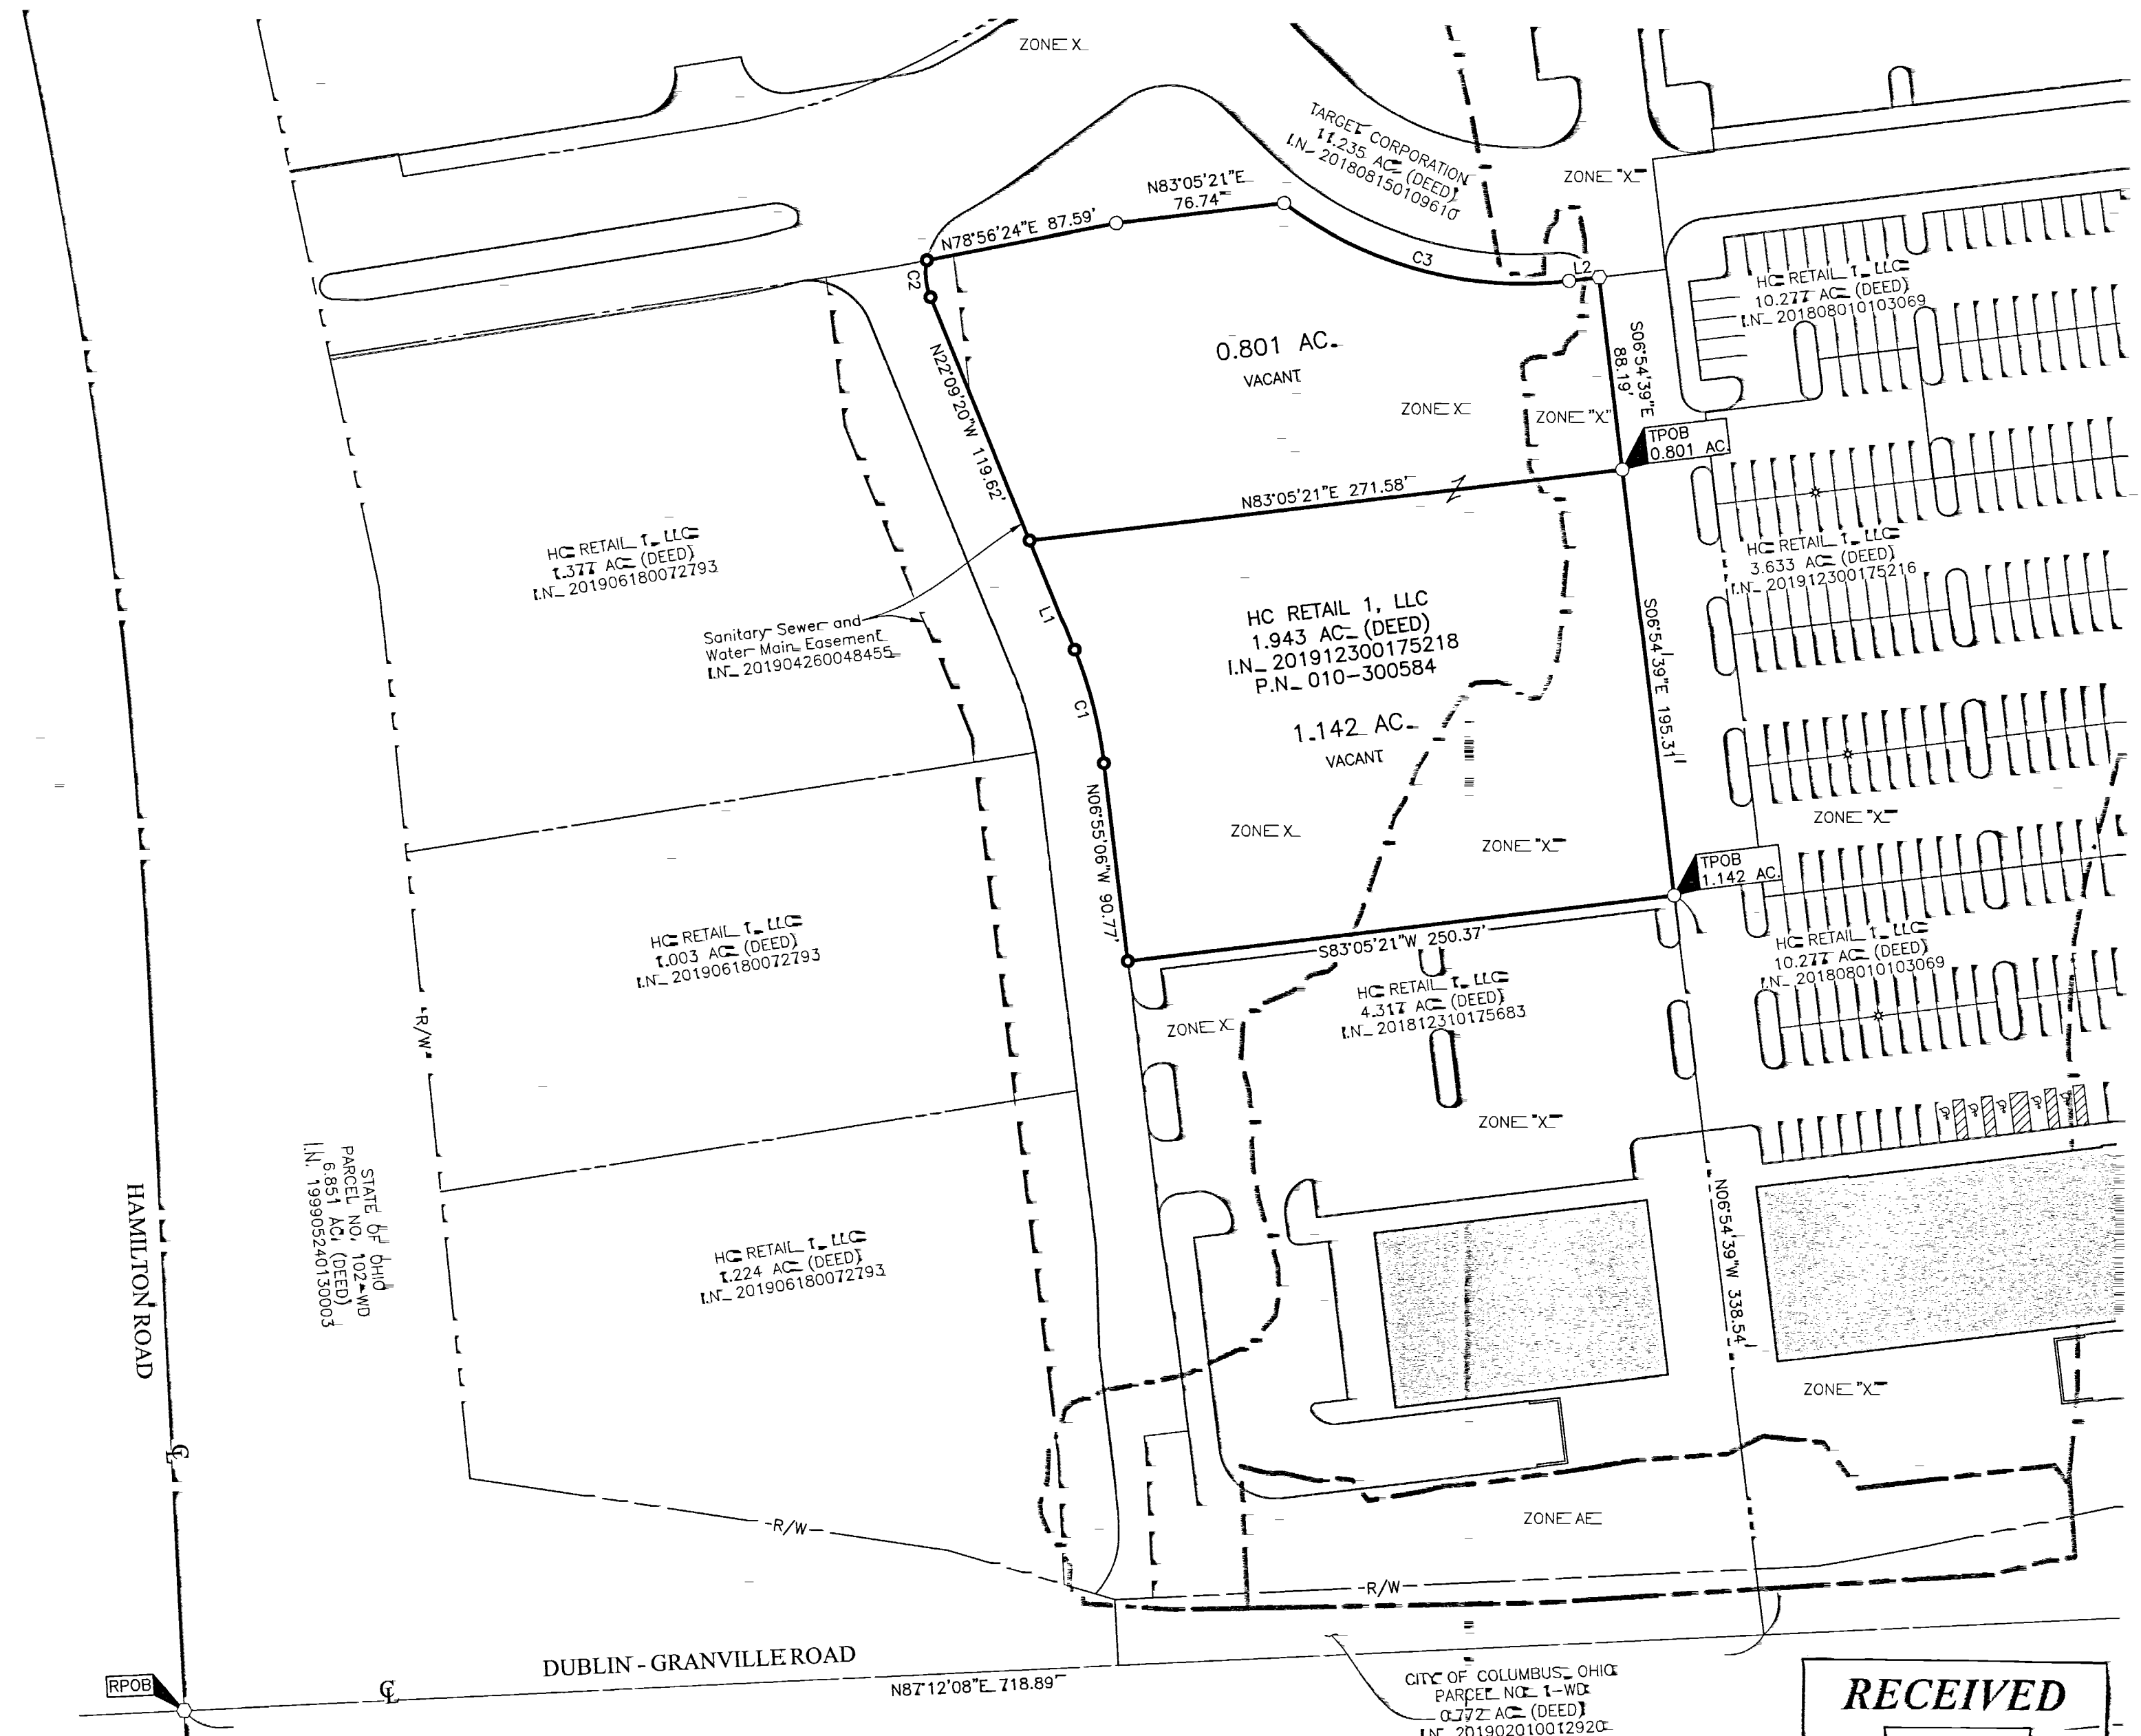 ZONE X
TARGET CORPORATION
11.235 AC. (DEED)
I.N. 201808150109610
ZONE "X"
N83°05'21"E
76.74'
N78°56'24"E 87.59'
C2
C3
L2
HC RETAIL 1, LLC
10.277 AC. (DEED)
I.N. 201808010103069
0.801 AC.
VACANT
S06°54'39"E
88.19'
N22°09'20"W 119.62'
ZONE X
ZONE "X"
TPOB
0.801 AC.
N83°05'21"E 271.58'
HC RETAIL 1, LLC
1.377 AC. (DEED)
I.N. 201906180072793
HC RETAIL 1, LLC
3.633 AC. (DEED)
I.N. 201912300175216
Sanitary Sewer and
Water Main Easement
I.N. 201904260048455
L1
HC RETAIL 1, LLC
1.943 AC. (DEED)
I.N. 201912300175218
P.N. 010-300584
S06°54'39"E 195.31'
C1
1.142 AC.
VACANT
N06°55'06"W 90.77'
ZONE X
ZONE "X"
ZONE "X"
TPOB
1.142 AC.
S83°05'21"W 250.37'
HC RETAIL 1, LLC
1.003 AC. (DEED)
I.N. 201906180072793
HC RETAIL 1, LLC
4.317 AC. (DEED)
I.N. 201812310175683
HC RETAIL 1, LLC
10.277 AC. (DEED)
I.N. 201808010103069
R/W
ZONE X
ZONE "X"
STATE OF OHIO
PARCEL NO. 102-WD
6.851 AC. (DEED)
I.N. 199905240130003
HAMILTON ROAD
HC RETAIL 1, LLC
1.224 AC. (DEED)
I.N. 201906180072793
N06°54'39"W 338.54'
ZONE "X"
℄
R/W
ZONE AE
R/W
DUBLIN - GRANVILLE ROAD
RPOB
℄
N87°12'08"E 718.89'
CITY OF COLUMBUS, OHIO
PARCEL NO. 1-WD
0.772 AC. (DEED)
I.N. 201902010012920
RECEIVED